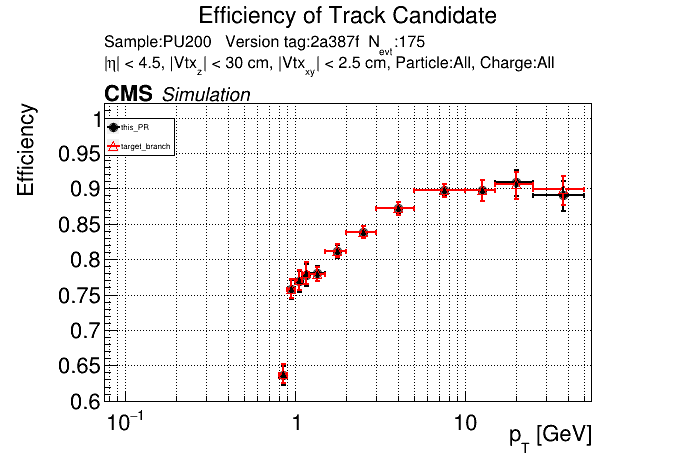 Efficiency of Track Candidate
Sample:PU200 Version tag:2a387f N_evt:175
|η| < 4.5, |Vtx_z| < 30 cm, |Vtx_xy| < 2.5 cm, Particle:All, Charge:All
CMS Simulation
Efficiency
1
0.95
0.9
0.85
0.8
0.75
0.7
0.65
0.6
this_PR
target_branch
10⁻¹ 1 10
p_T [GeV]